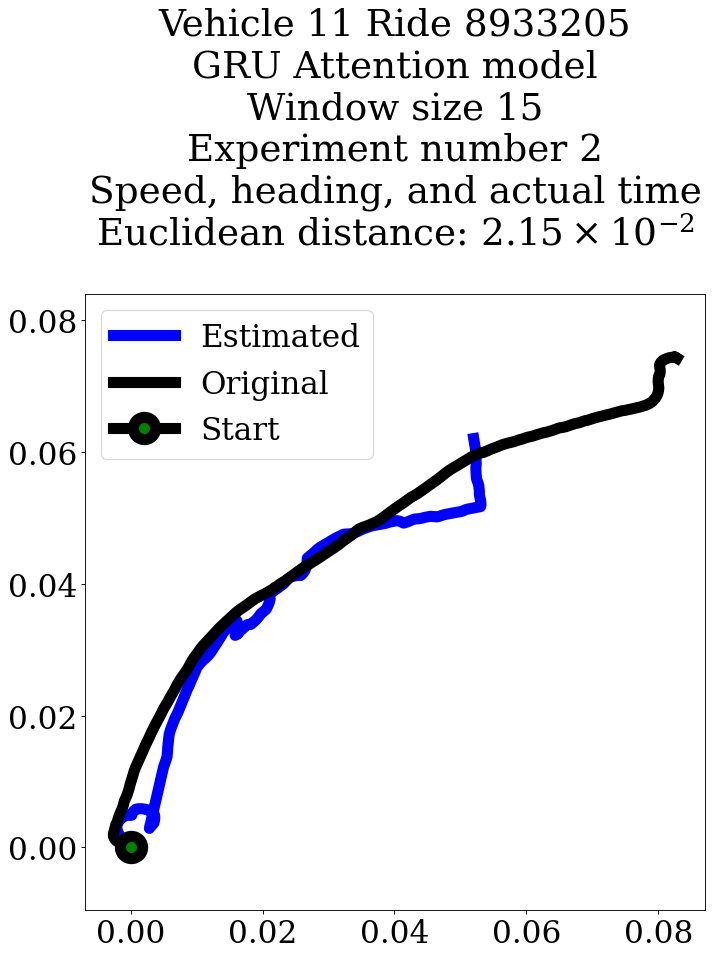 Vehicle 11 Ride 8933205
GRU Attention model
Window size 15
Experiment number 2
Speed, heading, and actual time
Euclidean distance: 2.15 × 10⁻²
Estimated
Original
Start
0.08
0.06
0.04
0.02
0.00
0.00 0.02 0.04 0.06 0.08